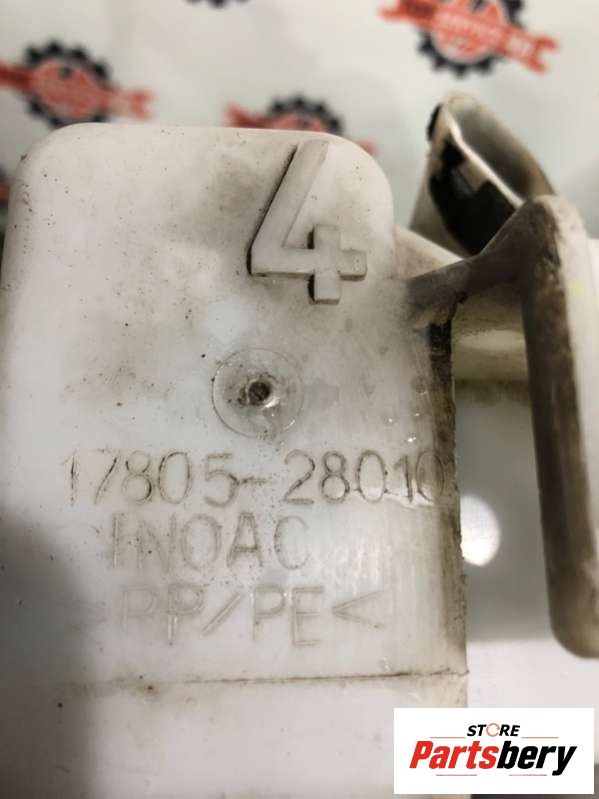 4
17805-28010
INOAC
>PP/PE<
STORE
Partsbery